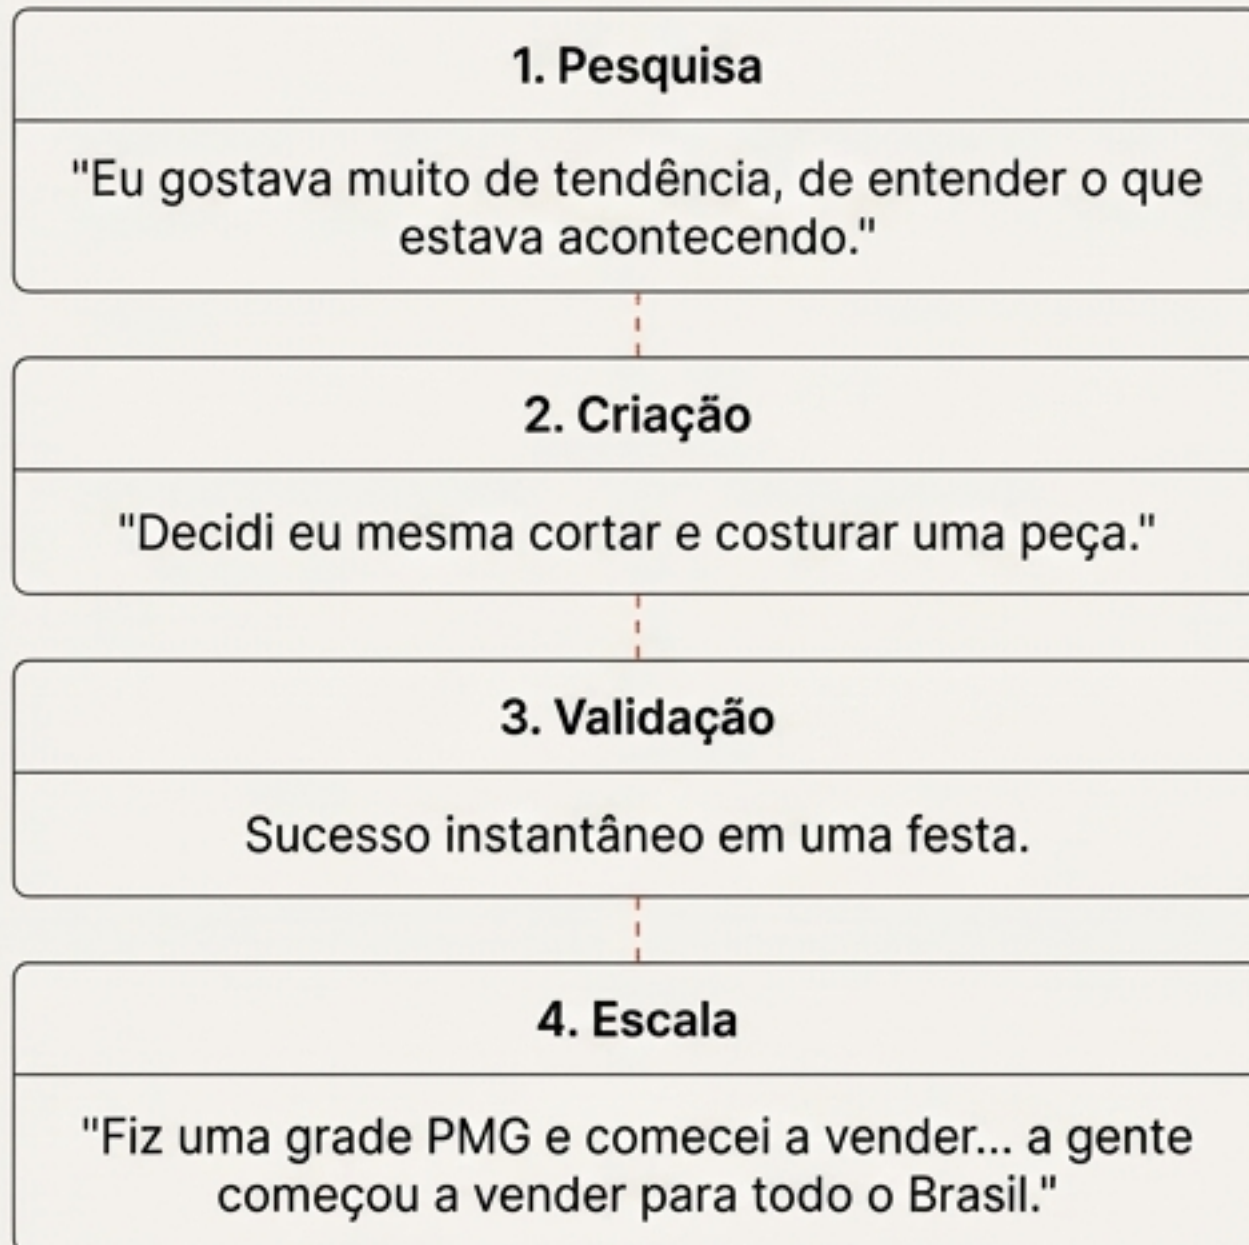 1. Pesquisa
"Eu gostava muito de tendência, de entender o que
estava acontecendo."
2. Criação
"Decidi eu mesma cortar e costurar uma peça."
3. Validação
Sucesso instantâneo em uma festa.
4. Escala
"Fiz uma grade PMG e comecei a vender... a gente
começou a vender para todo o Brasil."